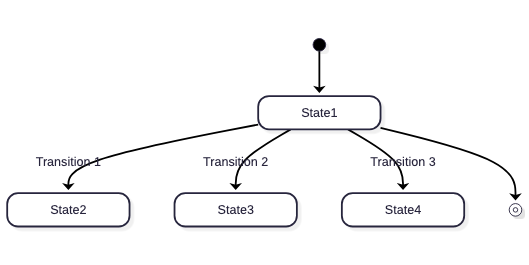 State1
Transition 1
Transition 2
Transition 3
State2
State3
State4